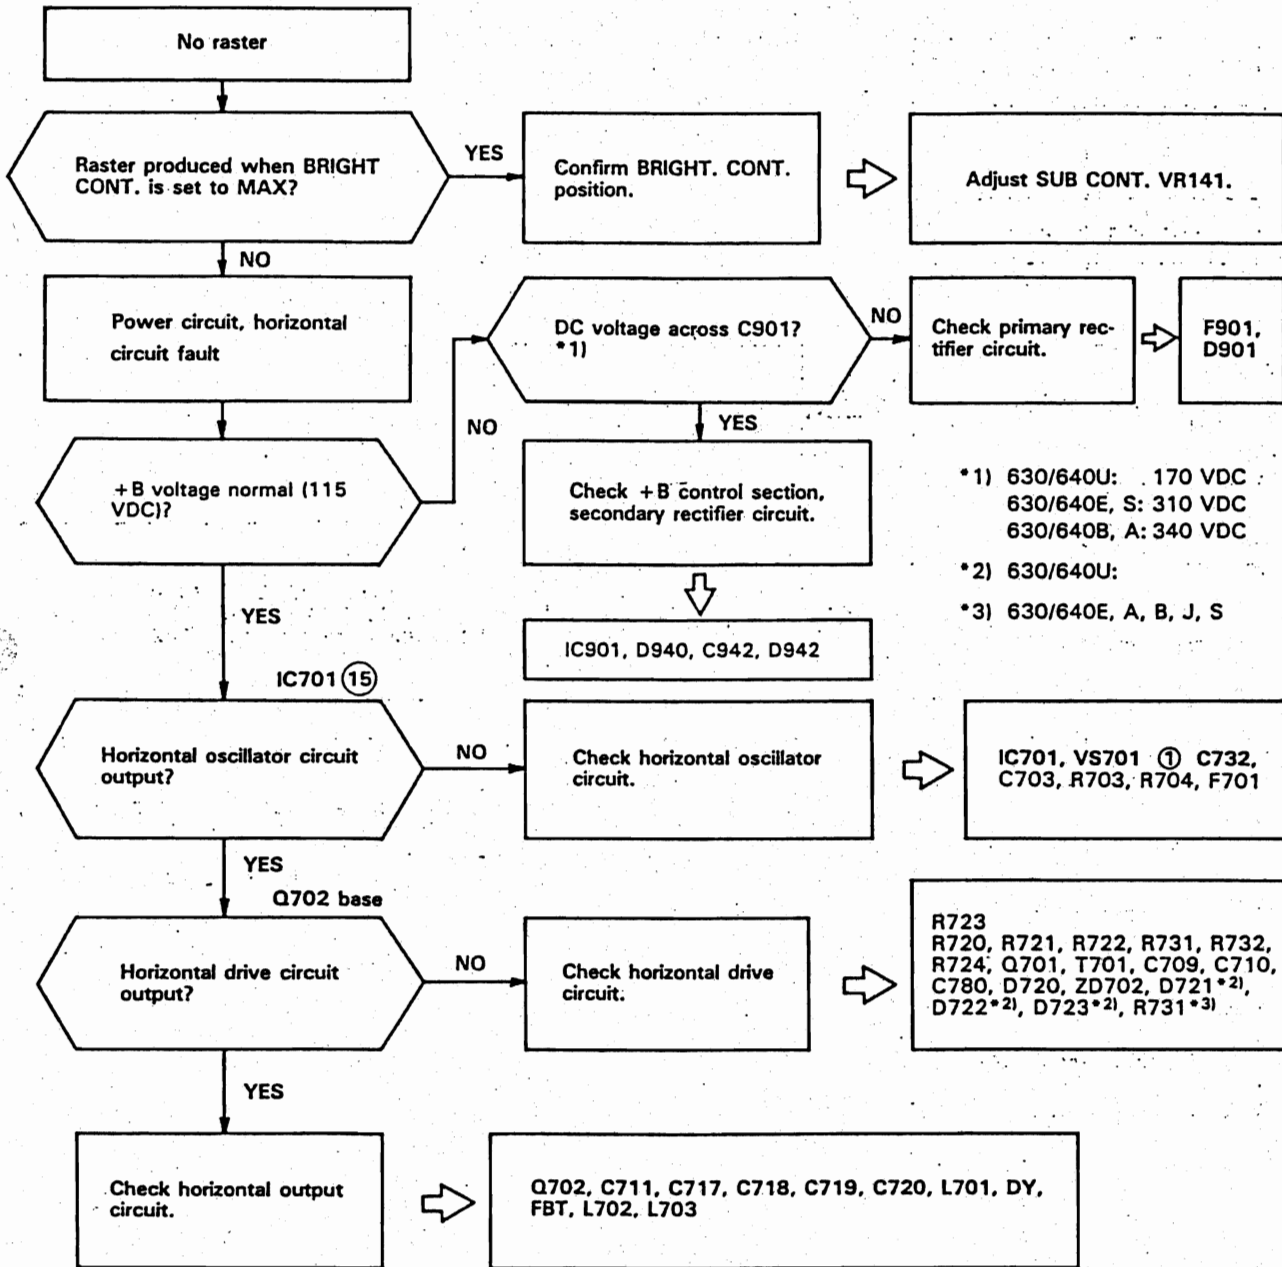 No raster
Raster produced when BRIGHT
CONT. is set to MAX?
YES
Confirm BRIGHT. CONT.
position.
Adjust SUB CONT. VR141.
NO
Power circuit, horizontal
circuit fault
DC voltage across C901?
*1)
NO
Check primary rec-
tifier circuit.
F901,
D901
NO
YES
+B voltage normal (115
VDC)?
Check +B control section,
secondary rectifier circuit.
*1) 630/640U: 170 VDC
630/640E, S: 310 VDC
630/640B, A: 340 VDC
*2) 630/640U:
*3) 630/640E, A, B, J, S
YES
IC901, D940, C942, D942
IC701 ⑮
Horizontal oscillator circuit
output?
NO
Check horizontal oscillator
circuit.
IC701, VS701 ① C732,
C703, R703, R704, F701
YES
Q702 base
Horizontal drive circuit
output?
NO
Check horizontal drive
circuit.
R723
R720, R721, R722, R731, R732,
R724, Q701, T701, C709, C710,
C780, D720, ZD702, D721*2),
D722*2), D723*2), R731*3)
YES
Check horizontal output
circuit.
Q702, C711, C717, C718, C719, C720, L701, DY,
FBT, L702, L703